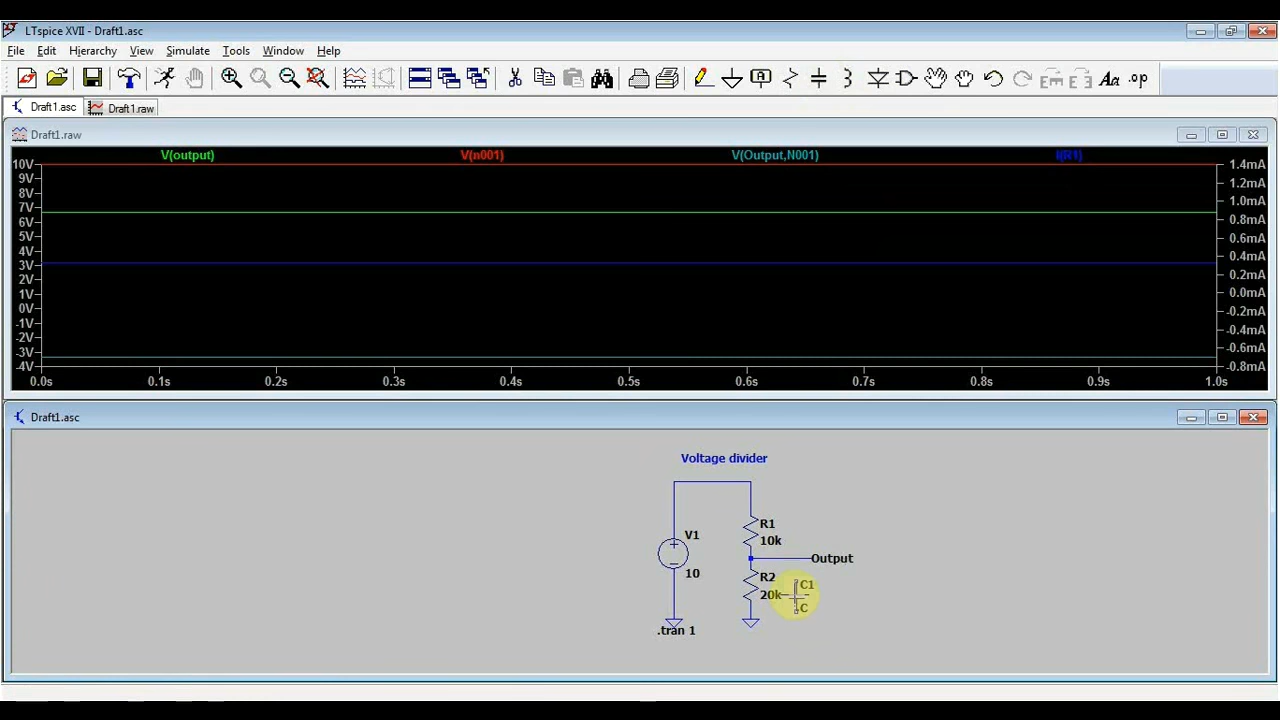 LTspice XVII - Draft1.asc
File Edit Hierarchy View Simulate Tools Window Help
A Aa .op
Draft1.asc Draft1.raw
Draft1.raw
V(output) V(n001) V(Output,N001) I(R1)
10V 1.4mA
9V 1.2mA
8V
7V 1.0mA
6V 0.8mA
5V 0.6mA
4V 0.4mA
3V
2V 0.2mA
1V 0.0mA
0V -0.2mA
-1V
-2V -0.4mA
-3V -0.6mA
-4V -0.8mA
0.0s 0.1s 0.2s 0.3s 0.4s 0.5s 0.6s 0.7s 0.8s 0.9s 1.0s
Draft1.asc
Voltage divider
R1
V1 10k
Output
10 R2 C1
20k
C
.tran 1